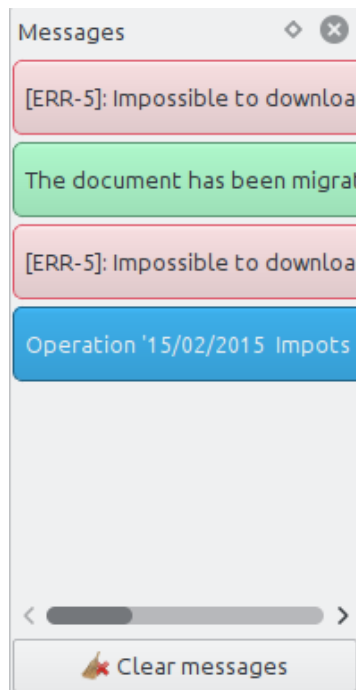 Messages
[ERR-5]: Impossible to downloa
The document has been migrat
[ERR-5]: Impossible to downloa
Operation '15/02/2015 Impots
Clear messages